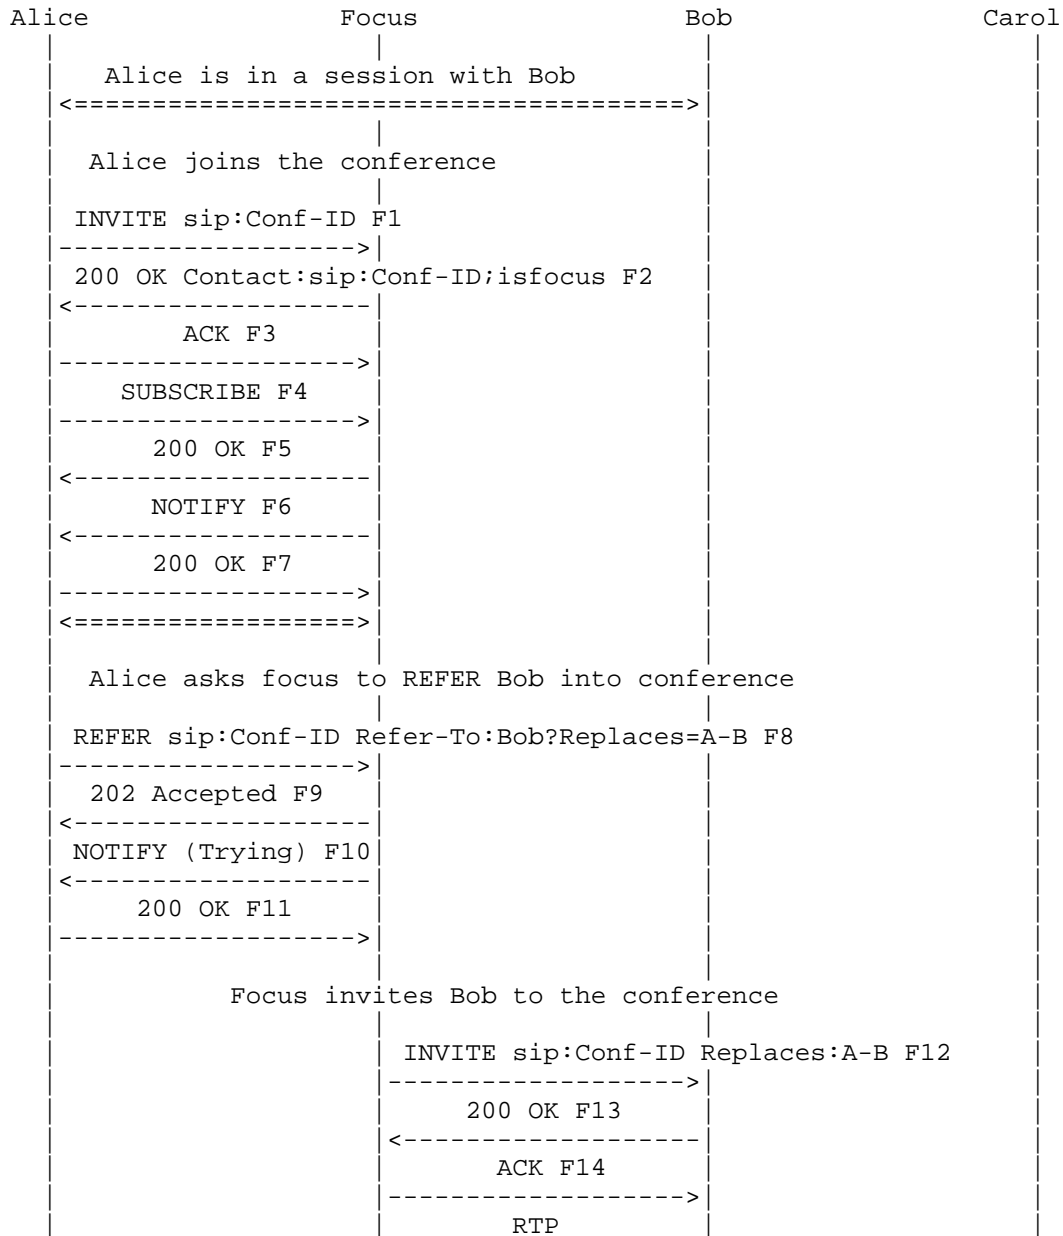 Alice Focus Bob Carol
Alice is in a session with Bob
<=======================================>
Alice joins the conference
INVITE sip:Conf-ID F1
------------------->
200 OK Contact:sip:Conf-ID;isfocus F2
<-------------------
ACK F3
------------------->
SUBSCRIBE F4
------------------->
200 OK F5
<-------------------
NOTIFY F6
<-------------------
200 OK F7
------------------->
<==================>
Alice asks focus to REFER Bob into conference
REFER sip:Conf-ID Refer-To:Bob?Replaces=A-B F8
------------------->
202 Accepted F9
<-------------------
NOTIFY (Trying) F10
<-------------------
200 OK F11
------------------->
Focus invites Bob to the conference
INVITE sip:Conf-ID Replaces:A-B F12
------------------->
200 OK F13
<-------------------
ACK F14
------------------->
RTP